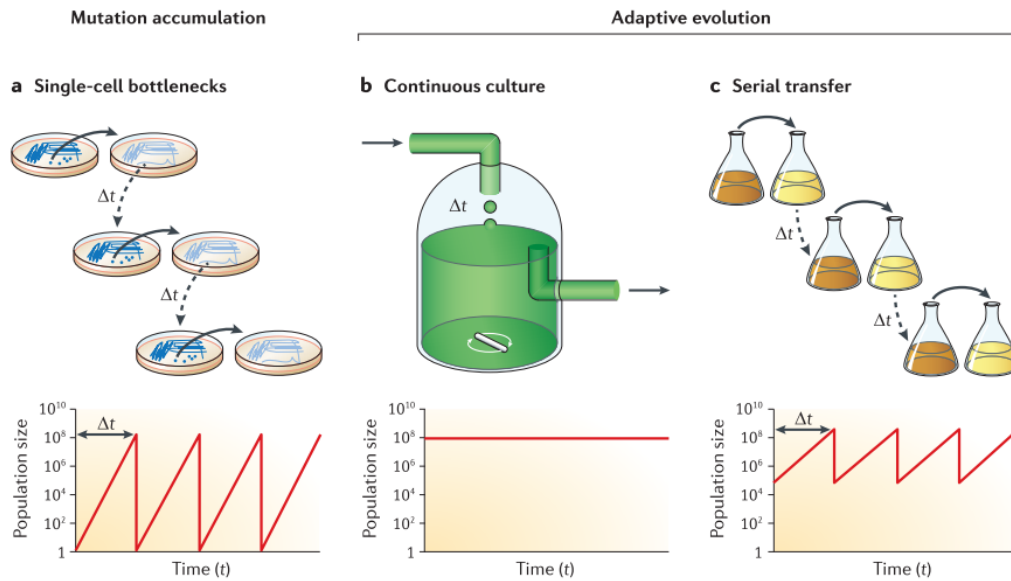 Mutation accumulation
Adaptive evolution
a Single-cell bottlenecks
b Continuous culture
c Serial transfer
Δt
Δt
Δt
Δt
Δt
Population size
10¹⁰
10⁸
10⁶
10⁴
10²
1
Δt
Time (t)
Population size
10¹⁰
10⁸
10⁶
10⁴
10²
1
Time (t)
Population size
10¹⁰
10⁸
10⁶
10⁴
10²
1
Δt
Time (t)